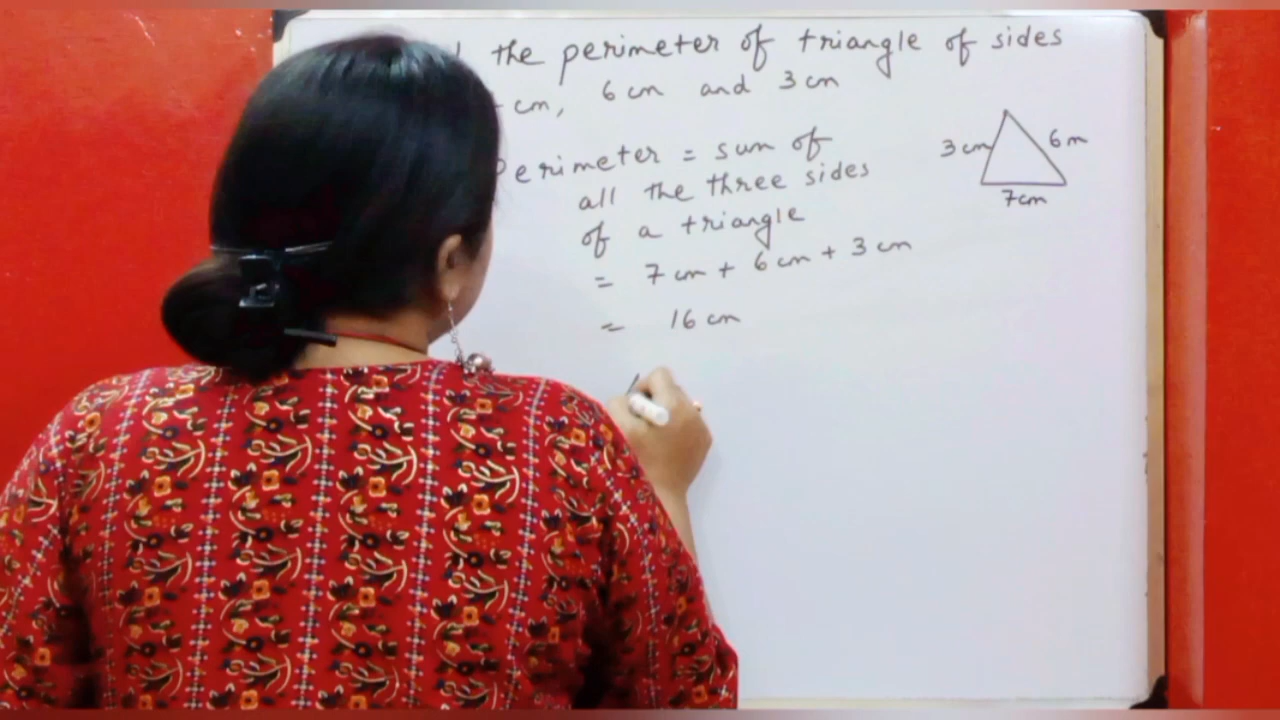 the perimeter of triangle of sides
cm, 6 cm and 3 cm
Perimeter = sum of
all the three sides
of a triangle
= 7 cm + 6 cm + 3 cm
= 16 cm
3 cm
6 m
7 cm